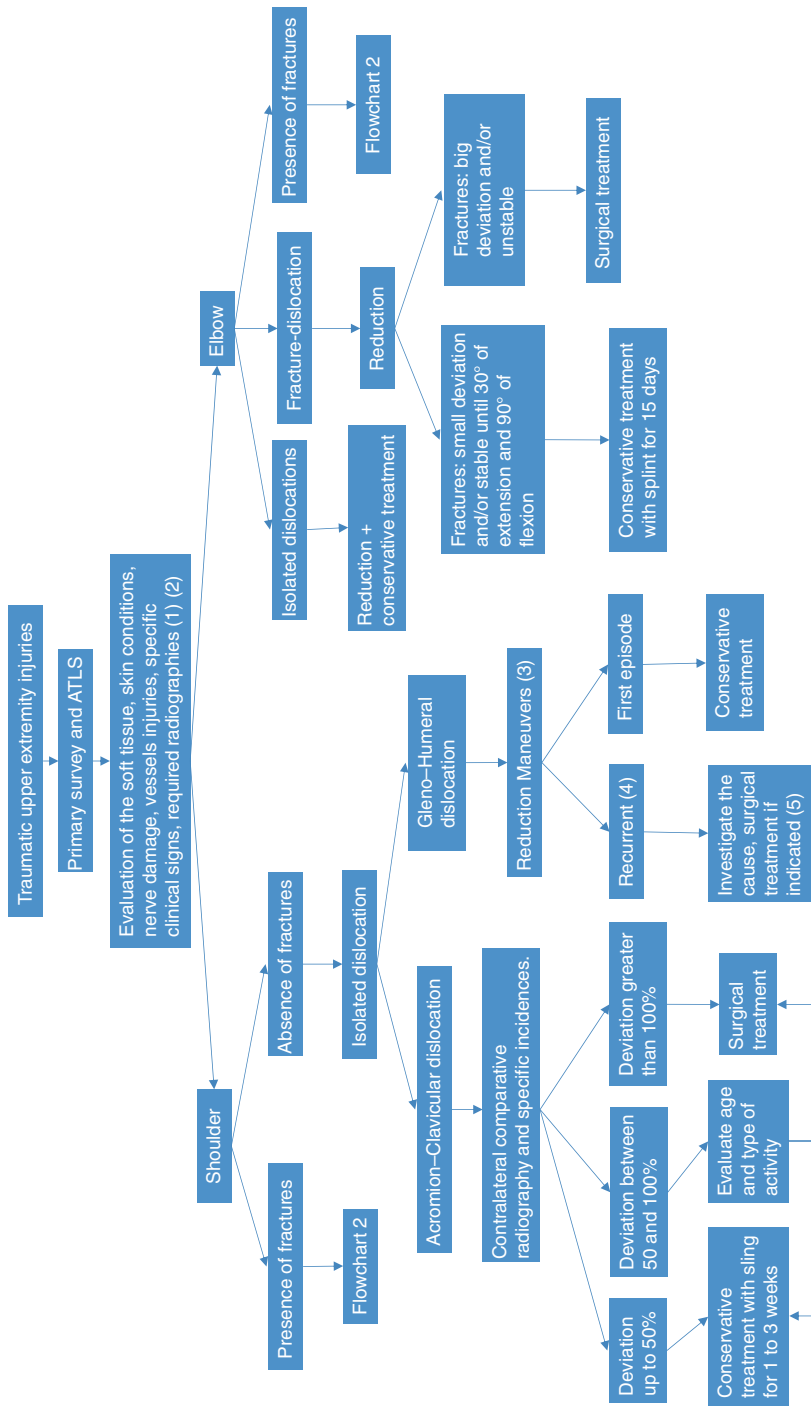 Traumatic upper extremity injuries
Primary survey and ATLS
Evaluation of the soft tissue, skin conditions,
nerve damage, vessels injuries, specific
clinical signs, required radiographies (1) (2)
Shoulder
Elbow
Presence of fractures
Flowchart 2
Absence of fractures
Isolated dislocation
Acromion–Clavicular dislocation
Contralateral comparative
radiography and specific incidences.
Deviation
up to 50%
Conservative
treatment with sling
for 1 to 3 weeks
Deviation between
50 and 100%
Evaluate age
and type of
activity
Deviation greater
than 100%
Surgical
treatment
Gleno–Humeral
dislocation
Reduction Maneuvers (3)
Recurrent (4)
Investigate the
cause, surgical
treatment if
indicated (5)
First episode
Conservative
treatment
Isolated dislocations
Reduction +
conservative treatment
Fracture-dislocation
Reduction
Fractures: small deviation
and/or stable until 30° of
extension and 90° of
flexion
Conservative treatment
with splint for 15 days
Fractures: big
deviation and/or
unstable
Surgical treatment
Presence of fractures
Flowchart 2